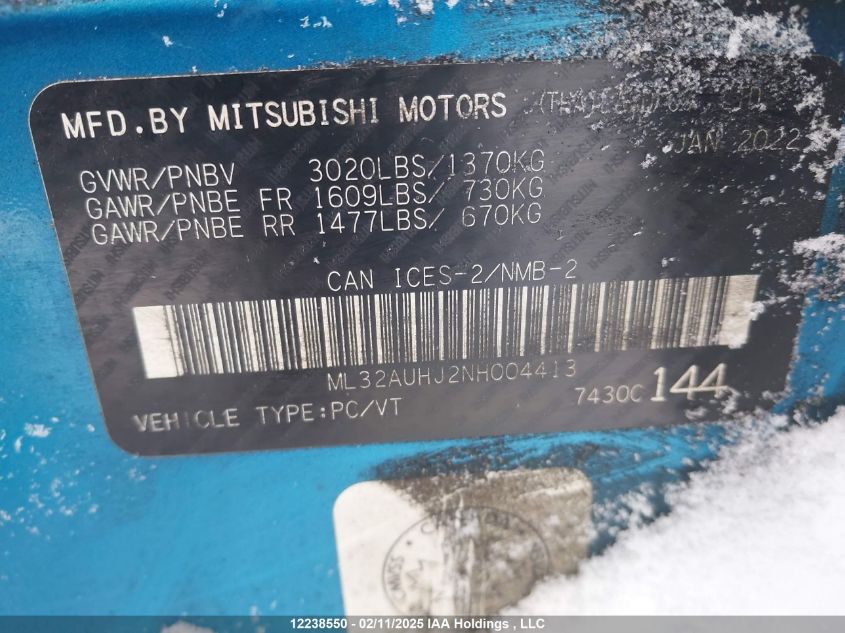 MFD.BY MITSUBISHI MOTORS
JAN 2022
GVWR/PNBV 3020LBS/1370KG
GAWR/PNBE FR 1609LBS/ 730KG
GAWR/PNBE RR 1477LBS/ 670KG
CAN ICES-2/NMB-2
ML32AUHJ2NH004413
7430C 144
VEHICLE TYPE:PC/VT
12238550 - 02/11/2025 IAA Holdings , LLC